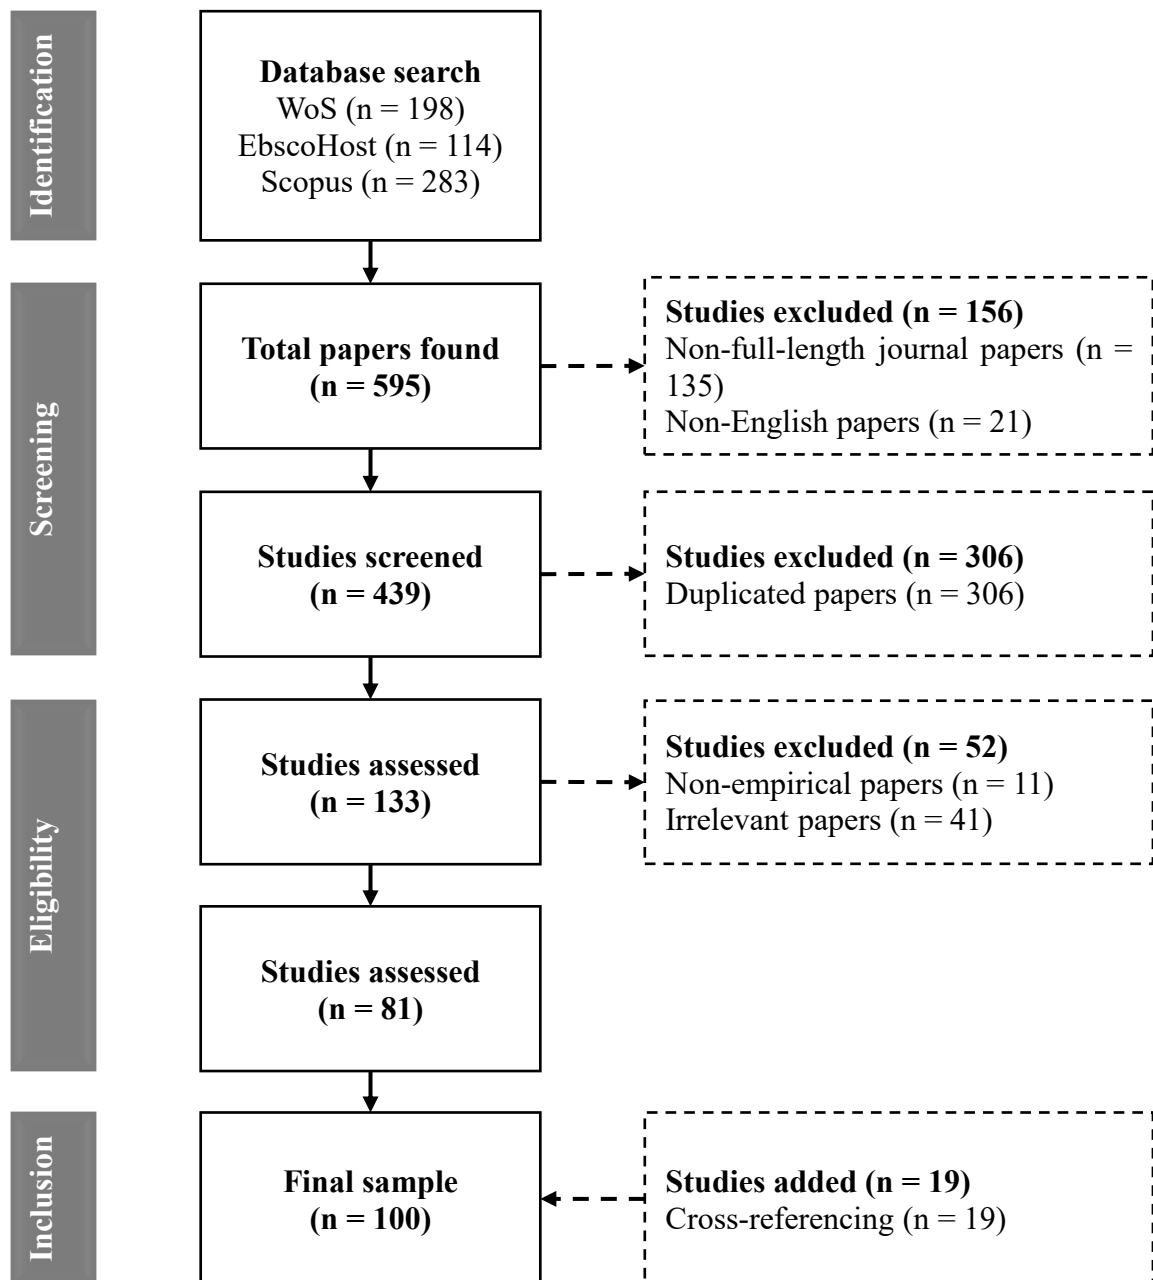 Identification
Database search
WoS (n = 198)
EbscoHost (n = 114)
Scopus (n = 283)
Screening
Total papers found
(n = 595)
Studies excluded (n = 156)
Non-full-length journal papers (n =
135)
Non-English papers (n = 21)
Studies screened
(n = 439)
Studies excluded (n = 306)
Duplicated papers (n = 306)
Eligibility
Studies assessed
(n = 133)
Studies excluded (n = 52)
Non-empirical papers (n = 11)
Irrelevant papers (n = 41)
Studies assessed
(n = 81)
Inclusion
Final sample
(n = 100)
Studies added (n = 19)
Cross-referencing (n = 19)